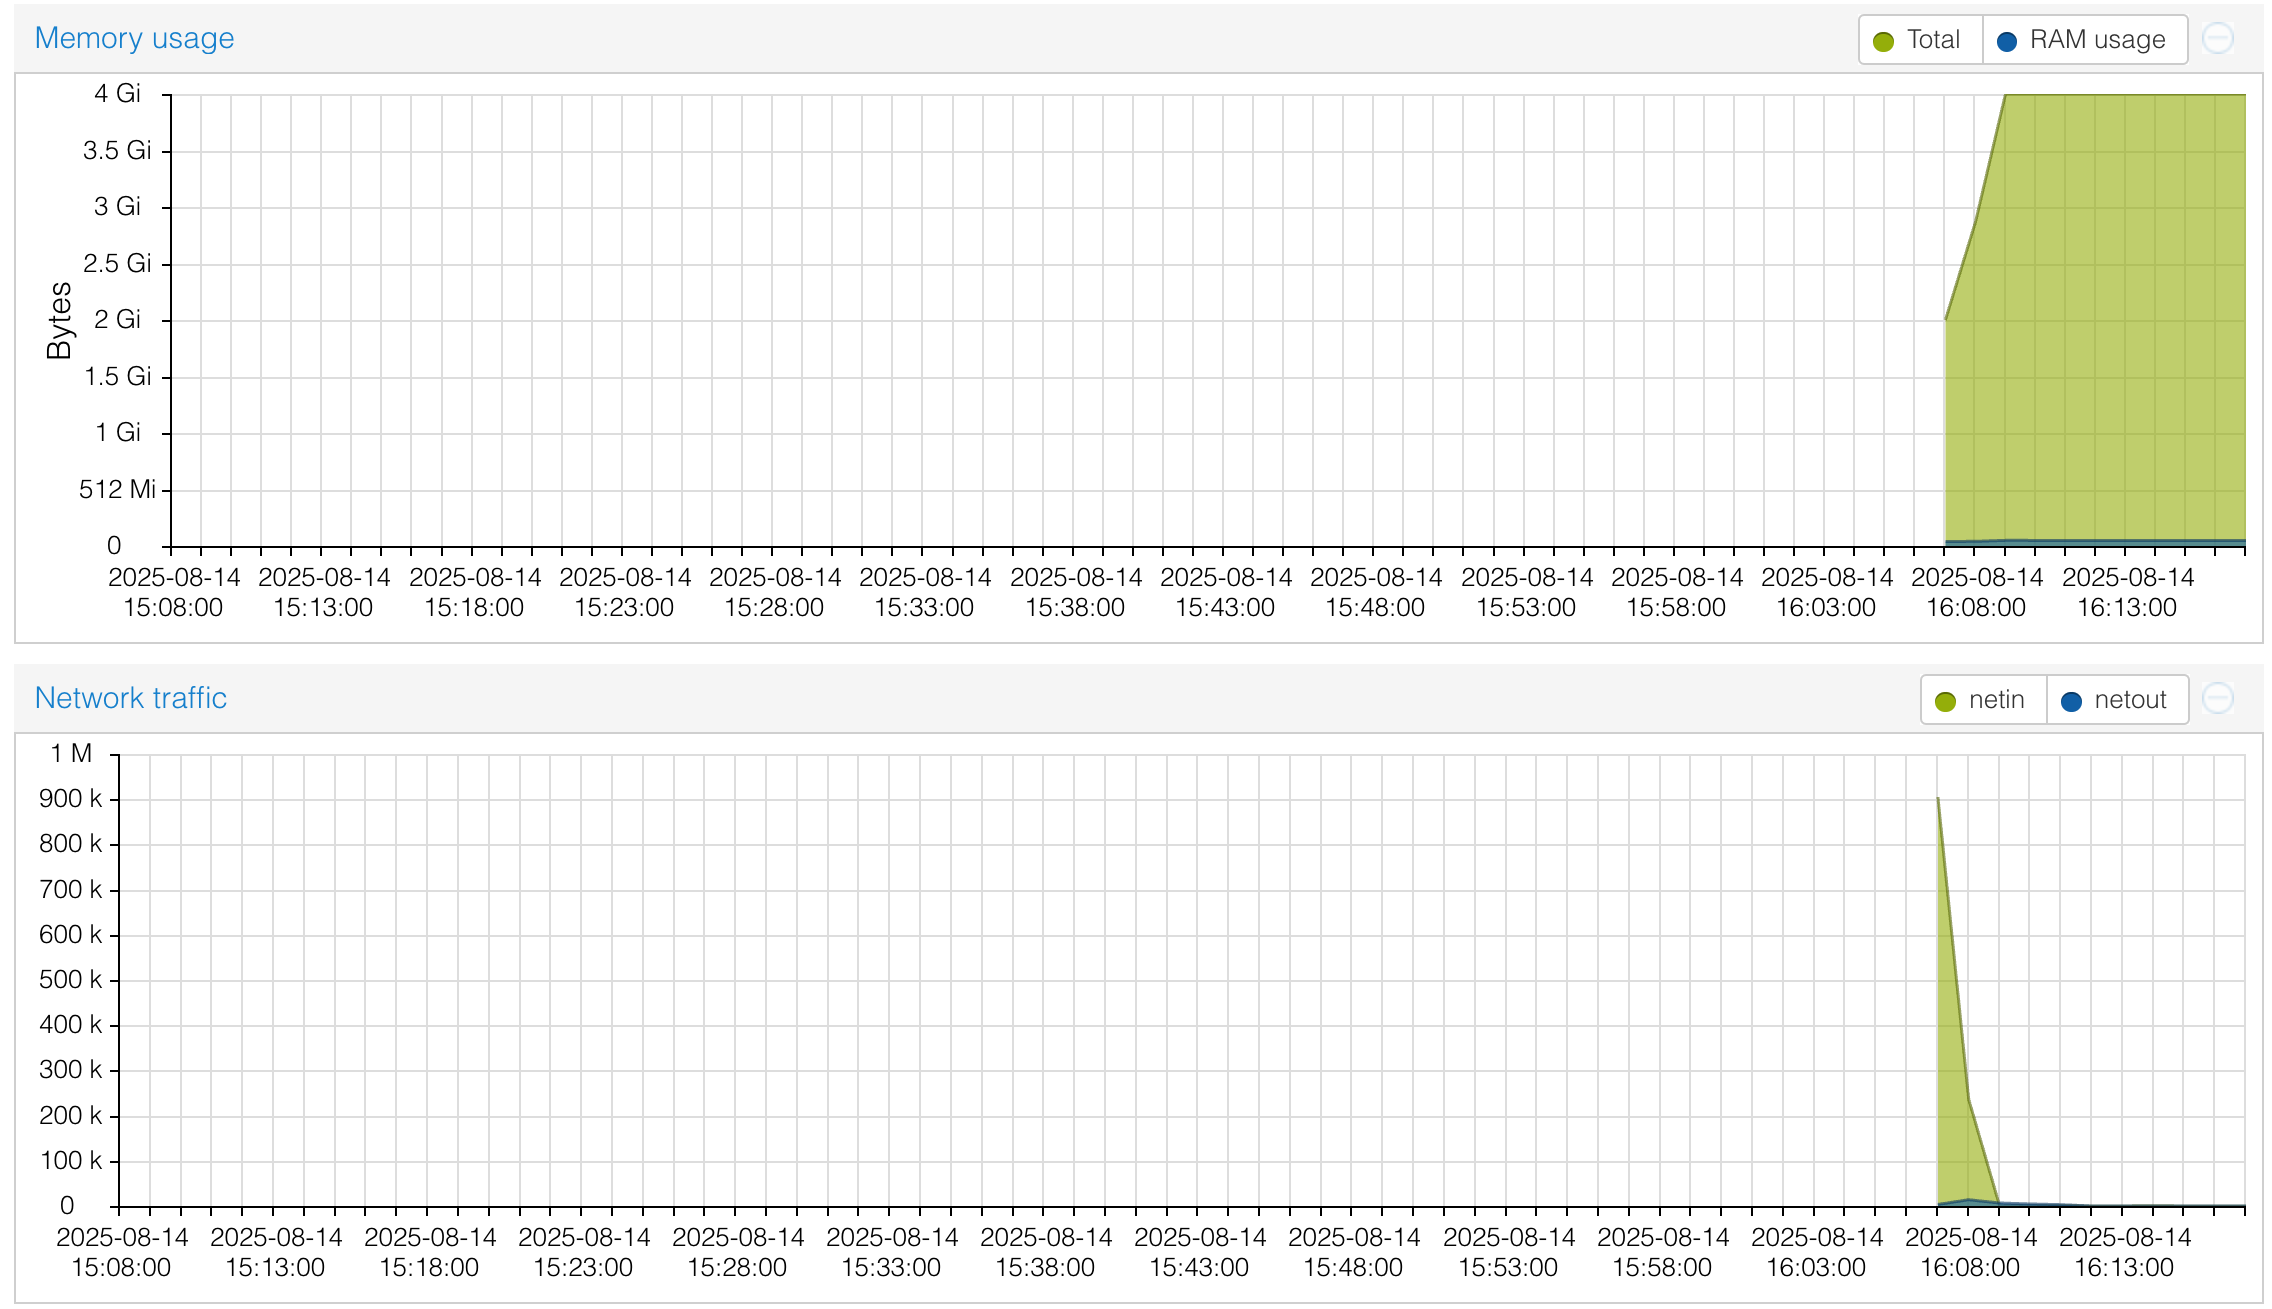 Memory usage
Total
RAM usage
4 Gi
3.5 Gi
3 Gi
2.5 Gi
2 Gi
1.5 Gi
1 Gi
512 Mi
0
Bytes
2025-08-14 2025-08-14 2025-08-14 2025-08-14 2025-08-14 2025-08-14 2025-08-14 2025-08-14 2025-08-14 2025-08-14 2025-08-14 2025-08-14 2025-08-14 2025-08-14
15:08:00 15:13:00 15:18:00 15:23:00 15:28:00 15:33:00 15:38:00 15:43:00 15:48:00 15:53:00 15:58:00 16:03:00 16:08:00 16:13:00
Network traffic
netin
netout
1 M
900 k
800 k
700 k
600 k
500 k
400 k
300 k
200 k
100 k
0
2025-08-14 2025-08-14 2025-08-14 2025-08-14 2025-08-14 2025-08-14 2025-08-14 2025-08-14 2025-08-14 2025-08-14 2025-08-14 2025-08-14 2025-08-14 2025-08-14
15:08:00 15:13:00 15:18:00 15:23:00 15:28:00 15:33:00 15:38:00 15:43:00 15:48:00 15:53:00 15:58:00 16:03:00 16:08:00 16:13:00